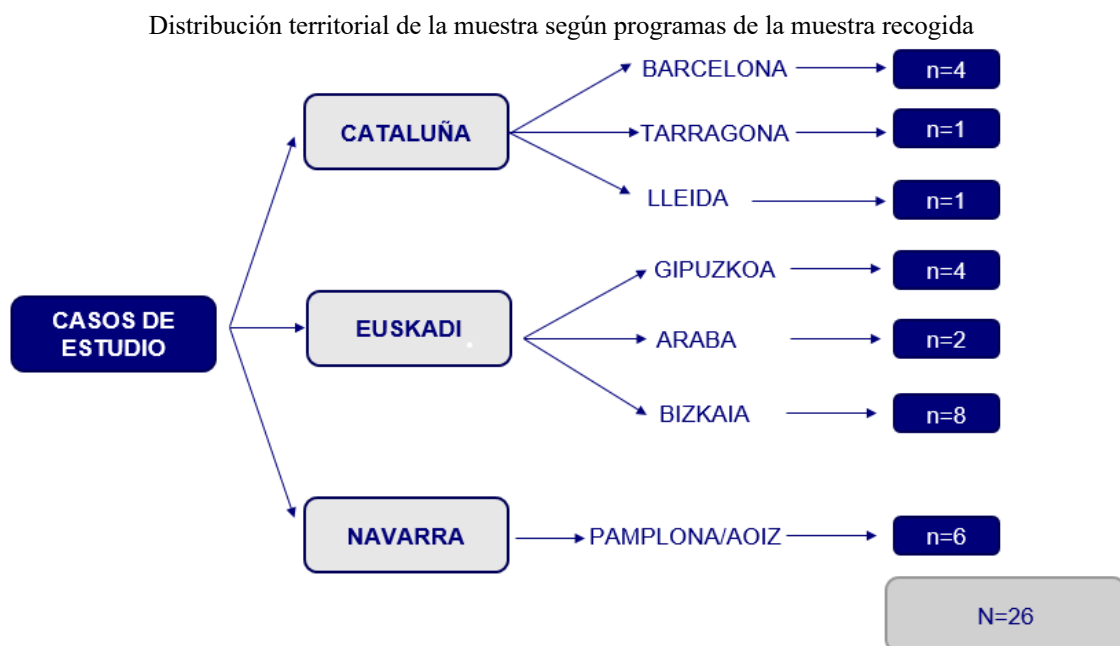 Distribución territorial de la muestra según programas de la muestra recogida
CASOS DE
ESTUDIO
CATALUÑA
BARCELONA
n=4
TARRAGONA
n=1
LLEIDA
n=1
EUSKADI
GIPUZKOA
n=4
ARABA
n=2
BIZKAIA
n=8
NAVARRA
PAMPLONA/AOIZ
n=6
N=26